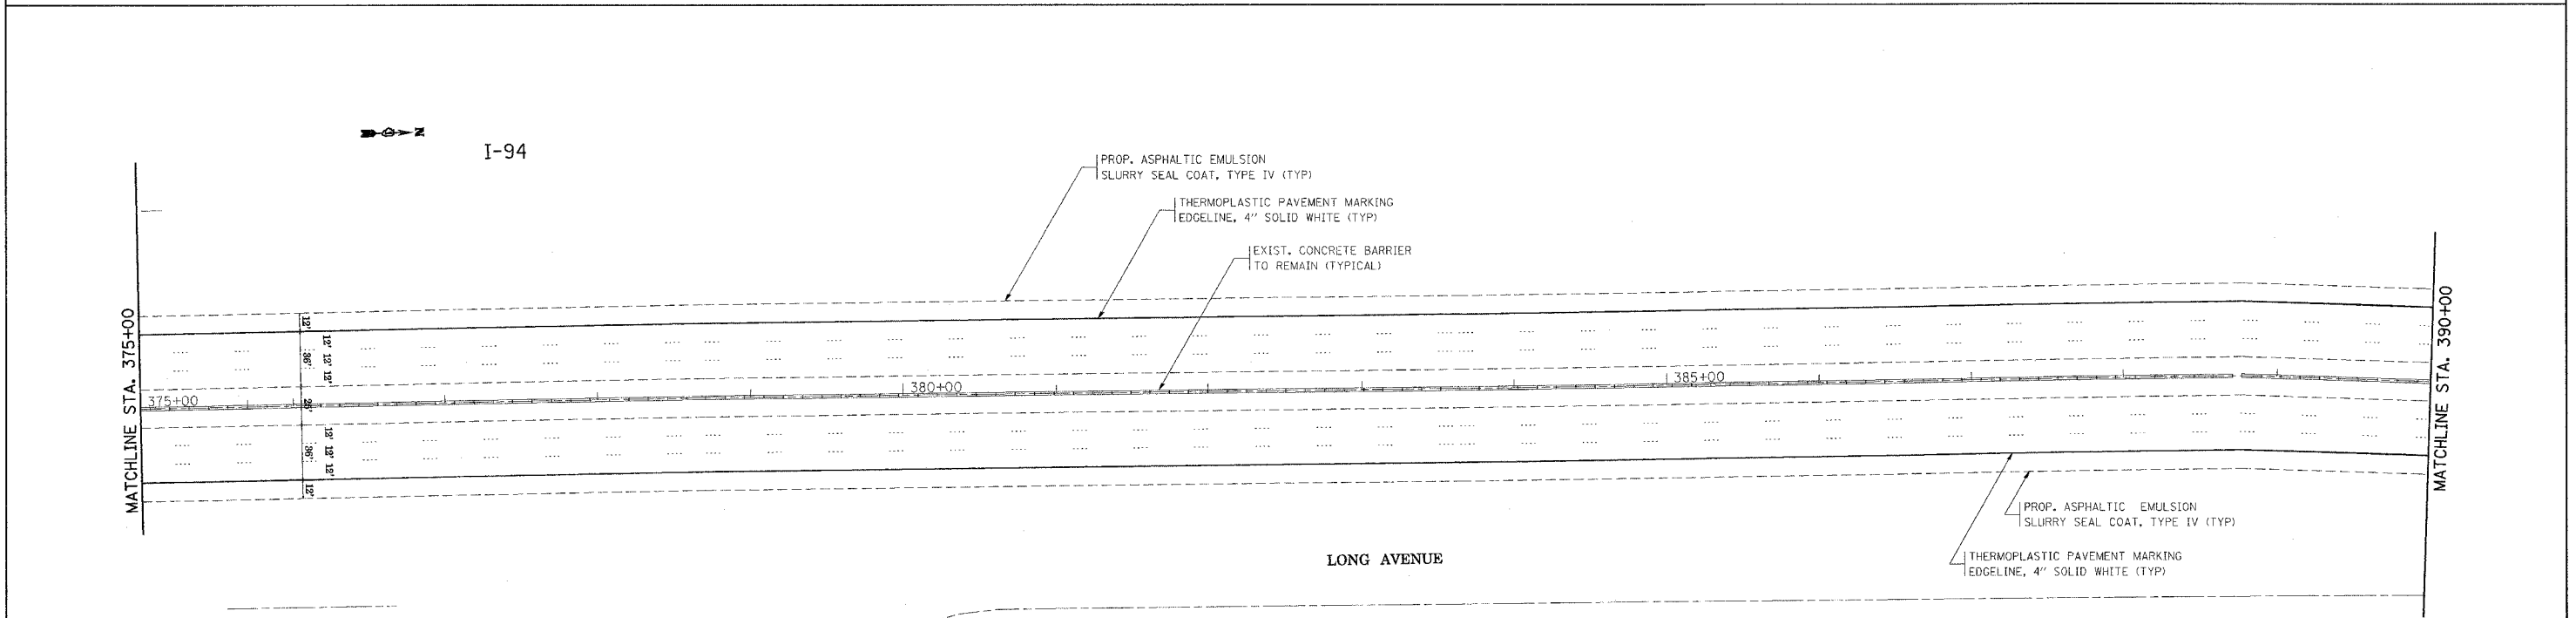 N
I-94
PROP. ASPHALTIC EMULSION
SLURRY SEAL COAT, TYPE IV (TYP)
THERMOPLASTIC PAVEMENT MARKING
EDGELINE, 4" SOLID WHITE (TYP)
EXIST. CONCRETE BARRIER
TO REMAIN (TYPICAL)
MATCHLINE STA. 375+00
12'
12' 12' 12'
36'
375+00
380+00
385+00
12' 12' 12'
36'
12'
MATCHLINE STA. 390+00
PROP. ASPHALTIC EMULSION
SLURRY SEAL COAT, TYPE IV (TYP)
THERMOPLASTIC PAVEMENT MARKING
EDGELINE, 4" SOLID WHITE (TYP)
LONG AVENUE